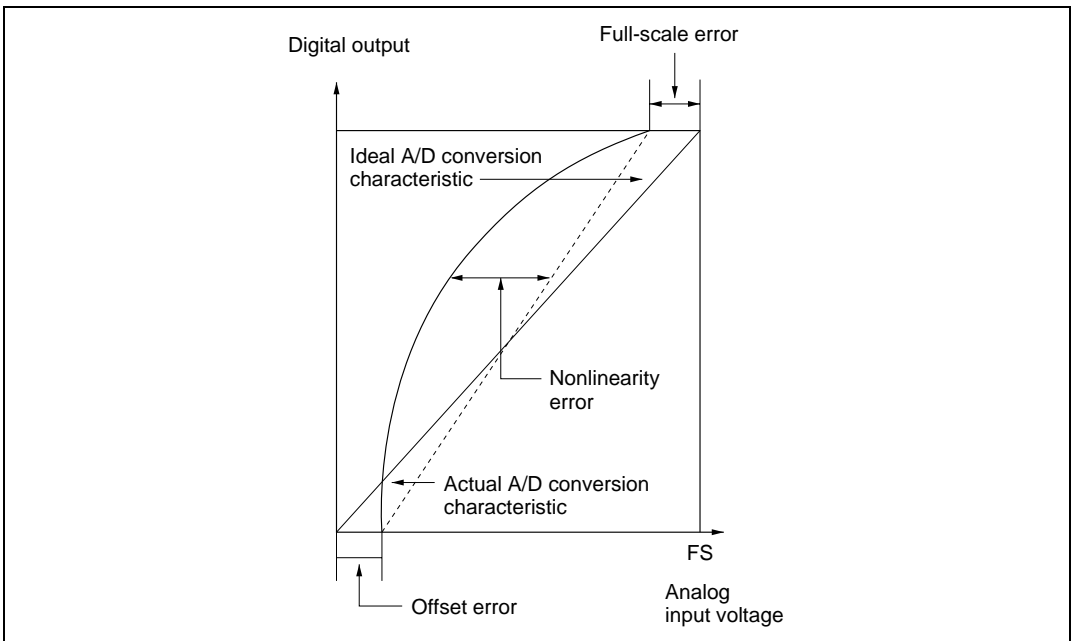 Digital output
Full-scale error
Ideal A/D conversion
characteristic
Nonlinearity
error
Actual A/D conversion
characteristic
FS
Offset error
Analog
input voltage